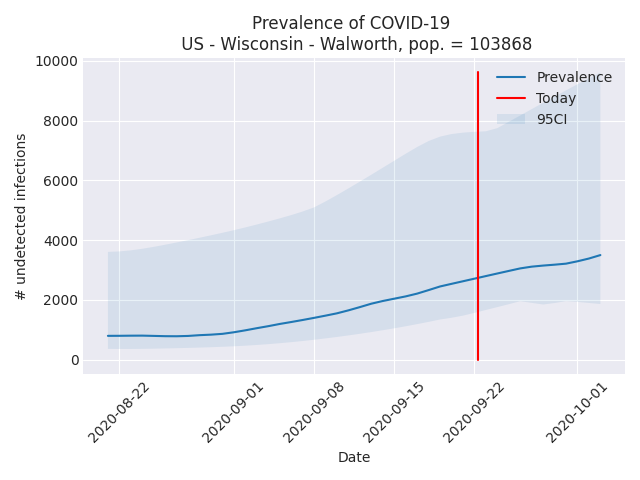 Prevalence of COVID-19
US - Wisconsin - Walworth, pop. = 103868
10000
8000
6000
4000
2000
0
# undetected infections
Prevalence
Today
95CI
2020-08-22
2020-09-01
2020-09-08
2020-09-15
2020-09-22
2020-10-01
Date